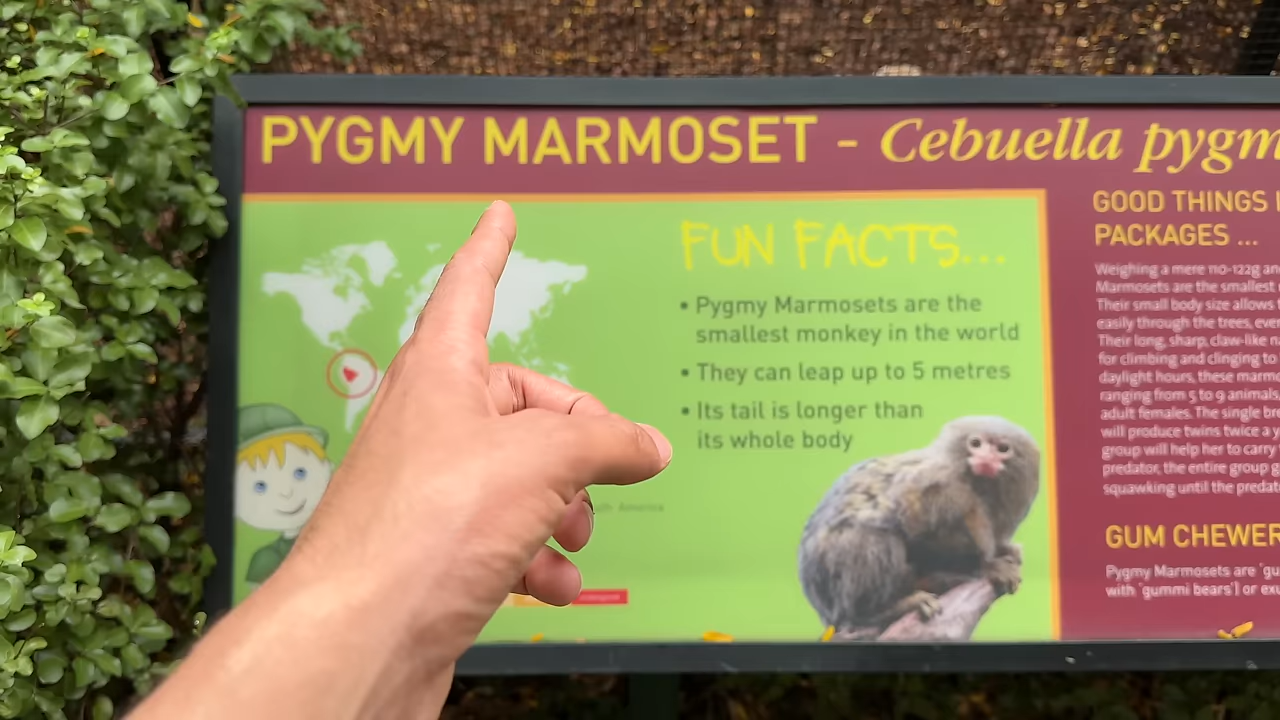 PYGMY MARMOSET - Cebuella pygm
FUN FACTS...
• Pygmy Marmosets are the
smallest monkey in the world
• They can leap up to 5 metres
• Its tail is longer than
its whole body
America
GOOD THINGS
PACKAGES ...
Weighing a mere 110-122g an
Marmosets are the smallest
Their small body size allows
easily through the trees, eve
Their long, sharp, claw-like na
for climbing and clinging to
daylight hours, these marmo
ranging from 5 to 9 animals,
adult females. The single bre
will produce twins twice a y
group will help her to carry
predator, the entire group g
squawking until the predat
GUM CHEWER
Pygmy Marmosets are 'gu
with 'gummi bears'] or exu